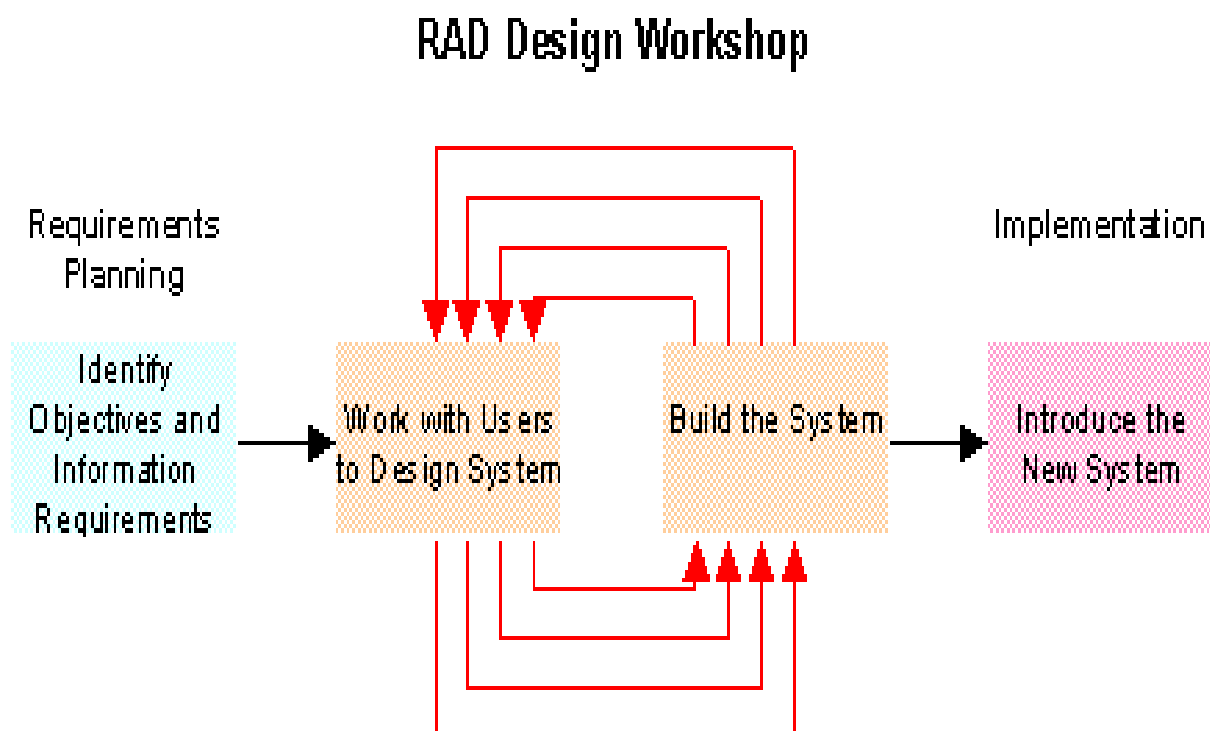 RAD Design Workshop
Requirements
Planning
Implementation
Identify
Objectives and
Information
Requirements
Work with Users
to Design System
Build the System
Introduce the
New System